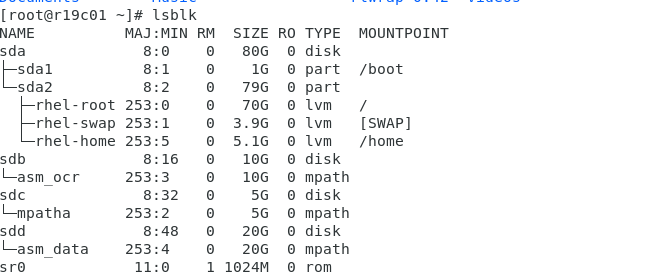 [root@r19c01 ~]# lsblk
NAME          MAJ:MIN RM  SIZE RO TYPE  MOUNTPOINT
sda             8:0    0   80G  0 disk
├─sda1          8:1    0    1G  0 part  /boot
└─sda2          8:2    0   79G  0 part
  ├─rhel-root 253:0    0   70G  0 lvm   /
  ├─rhel-swap 253:1    0  3.9G  0 lvm   [SWAP]
  └─rhel-home 253:5    0  5.1G  0 lvm   /home
sdb             8:16   0   10G  0 disk
└─asm_ocr     253:3    0   10G  0 mpath
sdc             8:32   0    5G  0 disk
└─mpatha      253:2    0    5G  0 mpath
sdd             8:48   0   20G  0 disk
└─asm_data    253:4    0   20G  0 mpath
sr0            11:0    1 1024M  0 rom